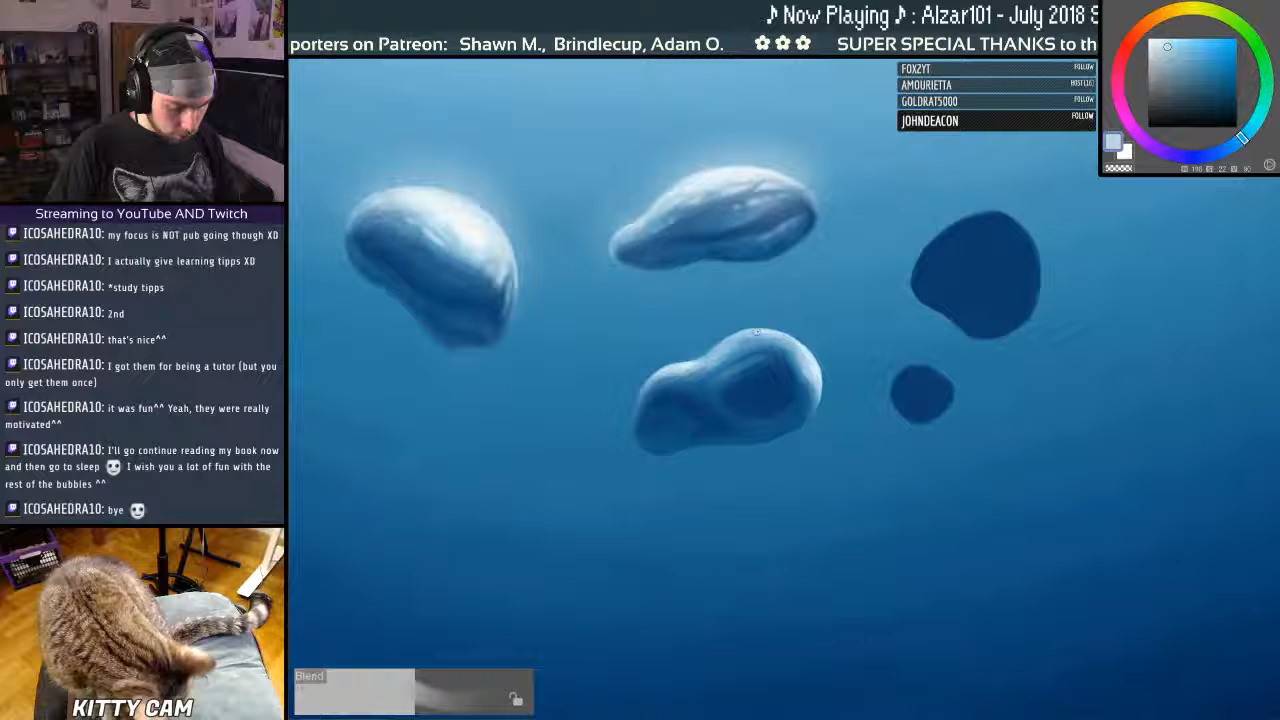 ♪ Now Playing ♪ : Alzar101 - July 2018 S
porters on Patreon: Shawn M., Brindlecup, Adam O. ✿ ✿ ✿ SUPER SPECIAL THANKS to th
FOXZYT FOLLOW
AMOURIETTA HOST (16)
GOLDRAT5000 FOLLOW
JOHNDEACON FOLLOW
Streaming to YouTube AND Twitch
ICOSAHEDRA10: my focus is NOT pub going though XD
ICOSAHEDRA10: I actually give learning tipps XD
ICOSAHEDRA10: *study tipps
ICOSAHEDRA10: 2nd
ICOSAHEDRA10: that's nice^^
ICOSAHEDRA10: I got them for being a tutor (but you
only get them once)
ICOSAHEDRA10: it was fun^^ Yeah, they were really
motivated^^
ICOSAHEDRA10: I'll go continue reading my book now
and then go to sleep I wish you a lot of fun with the
rest of the bubbles ^^
ICOSAHEDRA10: bye
KITTY CAM
Blend